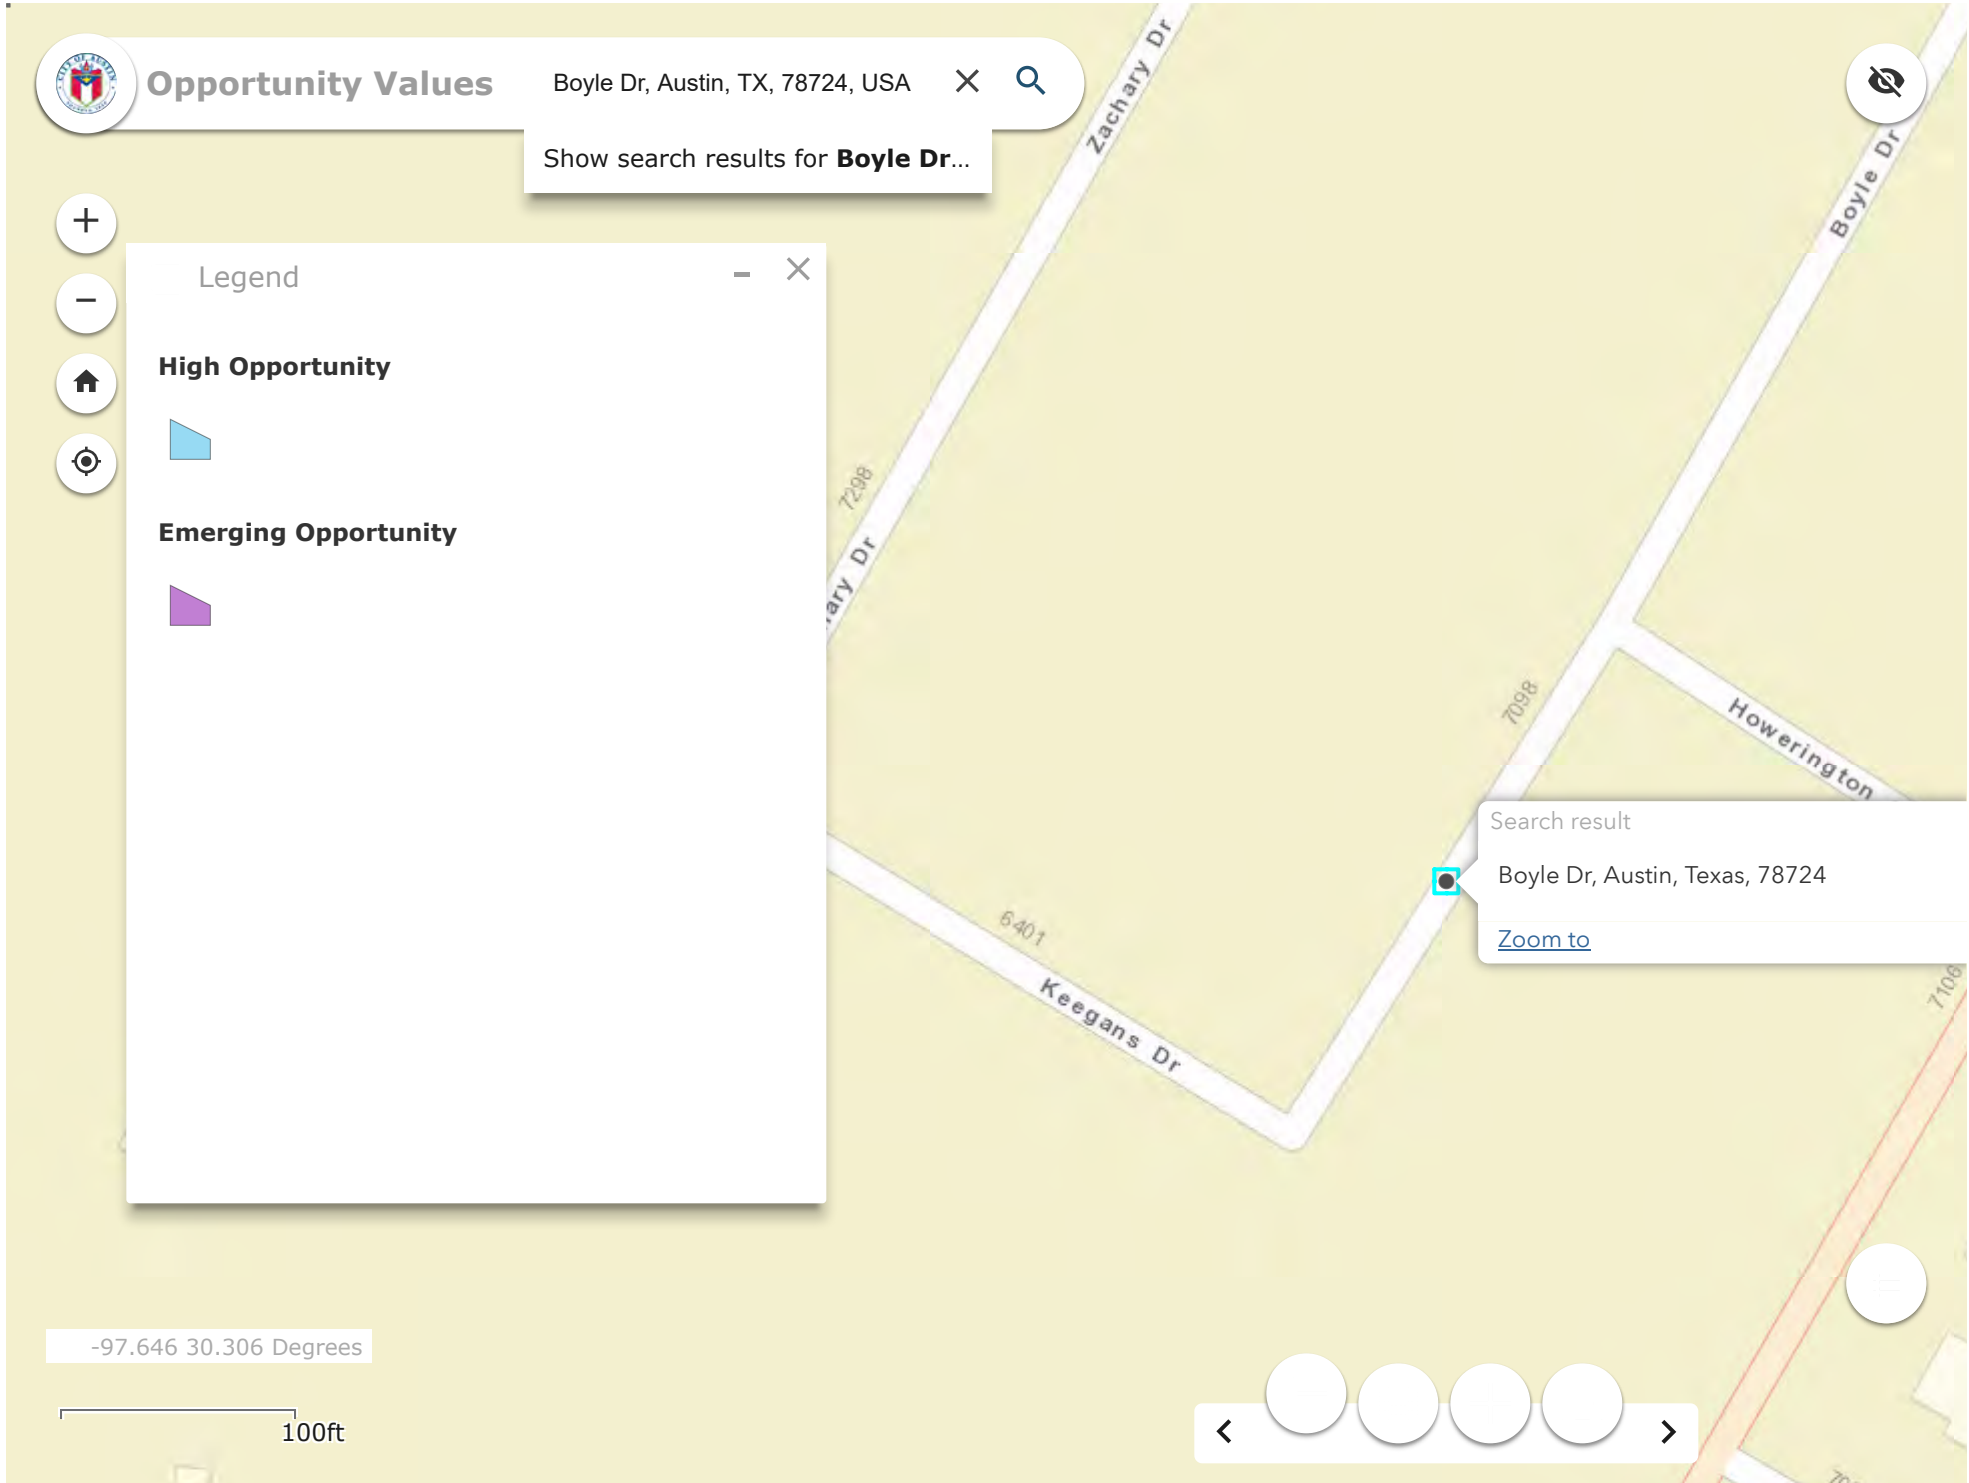 Opportunity Values
Boyle Dr, Austin, TX, 78724, USA
Show search results for Boyle Dr...
Zachary Dr
Boyle Dr
Legend
High Opportunity
Emerging Opportunity
7298
ary Dr
7098
Howerington
Search result
Boyle Dr, Austin, Texas, 78724
Zoom to
6401
Keegans Dr
7106
-97.646 30.306 Degrees
100ft